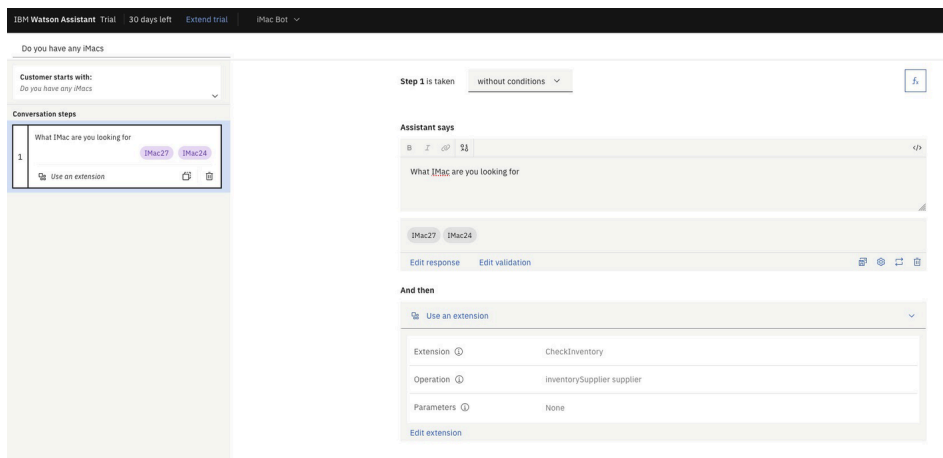 IBM Watson Assistant Trial 30 days left Extend trial iMac Bot
Do you have any iMacs
Customer starts with:
Do you have any iMacs
Conversation steps
1
What IMac are you looking for
IMac27 IMac24
Use an extension
Step 1 is taken without conditions
fx
Assistant says
B I </>
What IMac are you looking for
IMac27 IMac24
Edit response Edit validation
And then
Use an extension
Extension CheckInventory
Operation inventorySupplier supplier
Parameters None
Edit extension